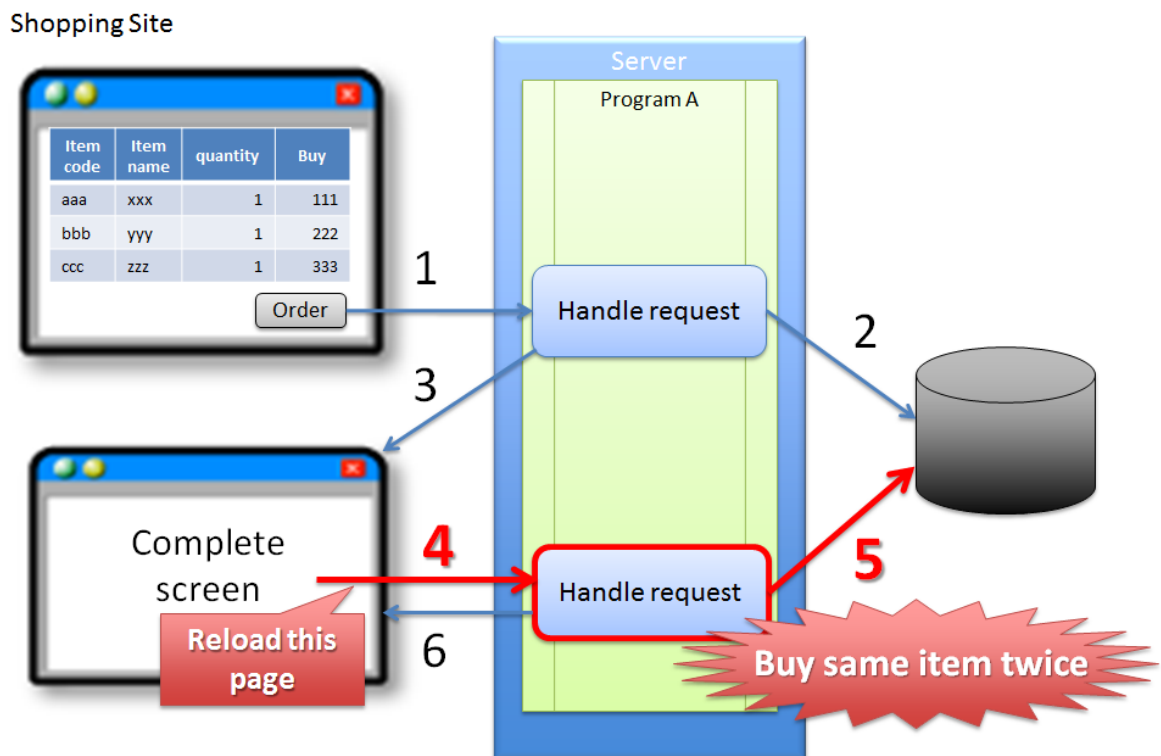 Shopping Site
Server
Program A
Item code Item name quantity Buy
aaa xxx 1 111
bbb yyy 1 222
ccc zzz 1 333
Order
1
Handle request
2
3
Complete
screen
4
Handle request
5
Reload this
page
6
Buy same item twice